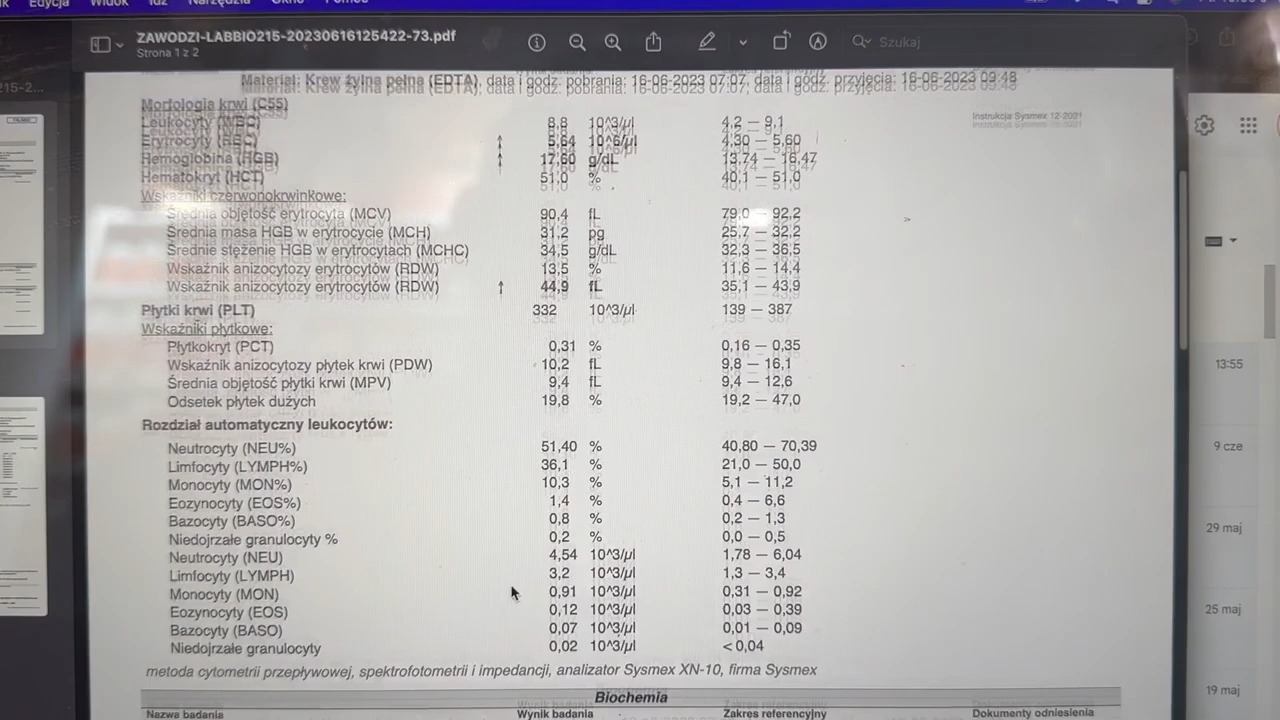 Edycja Widok Idź Narzędzia Okno Pomoc
ZAWODZI-LABBIO215-20230616125422-73.pdf
Strona 1 z 2
Szukaj
215-2...
Materiał: Krew żylna pełna (EDTA), data i godz. pobrania: 16-06-2023 07:07, data i godz. przyjęcia: 16-06-2023 09:48
Morfologia krwi (C55)
Instrukcja Sysmex 12-2021
Leukocyty (WBC) 8,8 10^3/µl 4,2 – 9,1
Erytrocyty (RBC) ↑ 5,64 10^6/µl 4,30 – 5,60
Hemoglobina (HGB) ↑ 17,60 g/dL 13,74 – 16,47
Hematokryt (HCT) 51,0 % 40,1 – 51,0
Wskaźniki czerwonokrwinkowe:
Średnia objętość erytrocyta (MCV) 90,4 fL 79,0 – 92,2
Średnia masa HGB w erytrocycie (MCH) 31,2 pg 25,7 – 32,2
Średnie stężenie HGB w erytrocytach (MCHC) 34,5 g/dL 32,3 – 36,5
Wskaźnik anizocytozy erytrocytów (RDW) 13,5 % 11,6 – 14,4
Wskaźnik anizocytozy erytrocytów (RDW) ↑ 44,9 fL 35,1 – 43,9
Płytki krwi (PLT) 332 10^3/µl 139 – 387
Wskaźniki płytkowe:
Płytkokryt (PCT) 0,31 % 0,16 – 0,35
Wskaźnik anizocytozy płytek krwi (PDW) 10,2 fL 9,8 – 16,1
Średnia objętość płytki krwi (MPV) 9,4 fL 9,4 – 12,6
Odsetek płytek dużych 19,8 % 19,2 – 47,0
Rozdział automatyczny leukocytów:
Neutrocyty (NEU%) 51,40 % 40,80 – 70,39
Limfocyty (LYMPH%) 36,1 % 21,0 – 50,0
Monocyty (MON%) 10,3 % 5,1 – 11,2
Eozynocyty (EOS%) 1,4 % 0,4 – 6,6
Bazocyty (BASO%) 0,8 % 0,2 – 1,3
Niedojrzałe granulocyty % 0,2 % 0,0 – 0,5
Neutrocyty (NEU) 4,54 10^3/µl 1,78 – 6,04
Limfocyty (LYMPH) 3,2 10^3/µl 1,3 – 3,4
Monocyty (MON) 0,91 10^3/µl 0,31 – 0,92
Eozynocyty (EOS) 0,12 10^3/µl 0,03 – 0,39
Bazocyty (BASO) 0,07 10^3/µl 0,01 – 0,09
Niedojrzałe granulocyty 0,02 10^3/µl < 0,04
metoda cytometrii przepływowej, spektrofotometrii i impedancji, analizator Sysmex XN-10, firma Sysmex
Biochemia
Nazwa badania Wynik badania Zakres referencyjny Dokumenty odniesienia
13:55
9 cze
29 maj
25 maj
19 maj